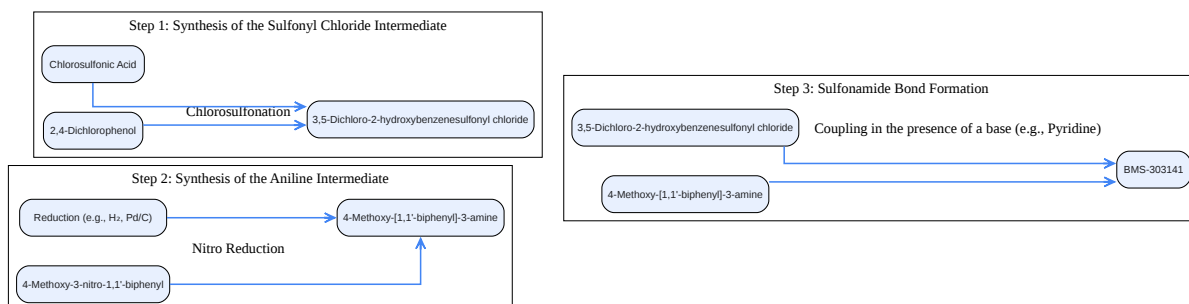 Step 1: Synthesis of the Sulfonyl Chloride Intermediate
Chlorosulfonic Acid
Chlorosulfonation
2,4-Dichlorophenol
3,5-Dichloro-2-hydroxybenzenesulfonyl chloride
Step 2: Synthesis of the Aniline Intermediate
Reduction (e.g., H₂, Pd/C)
4-Methoxy-[1,1'-biphenyl]-3-amine
Nitro Reduction
4-Methoxy-3-nitro-1,1'-biphenyl
Step 3: Sulfonamide Bond Formation
3,5-Dichloro-2-hydroxybenzenesulfonyl chloride
Coupling in the presence of a base (e.g., Pyridine)
BMS-303141
4-Methoxy-[1,1'-biphenyl]-3-amine